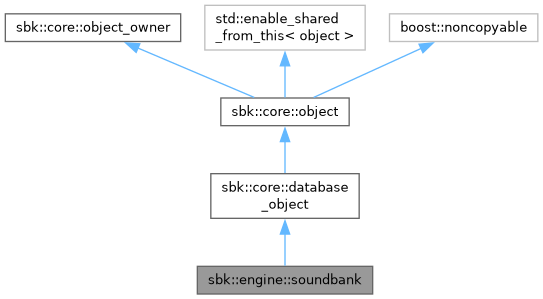 sbk::core::object_owner
std::enable_shared
_from_this< object >
boost::noncopyable
sbk::core::object
sbk::core::database
_object
sbk::engine::soundbank